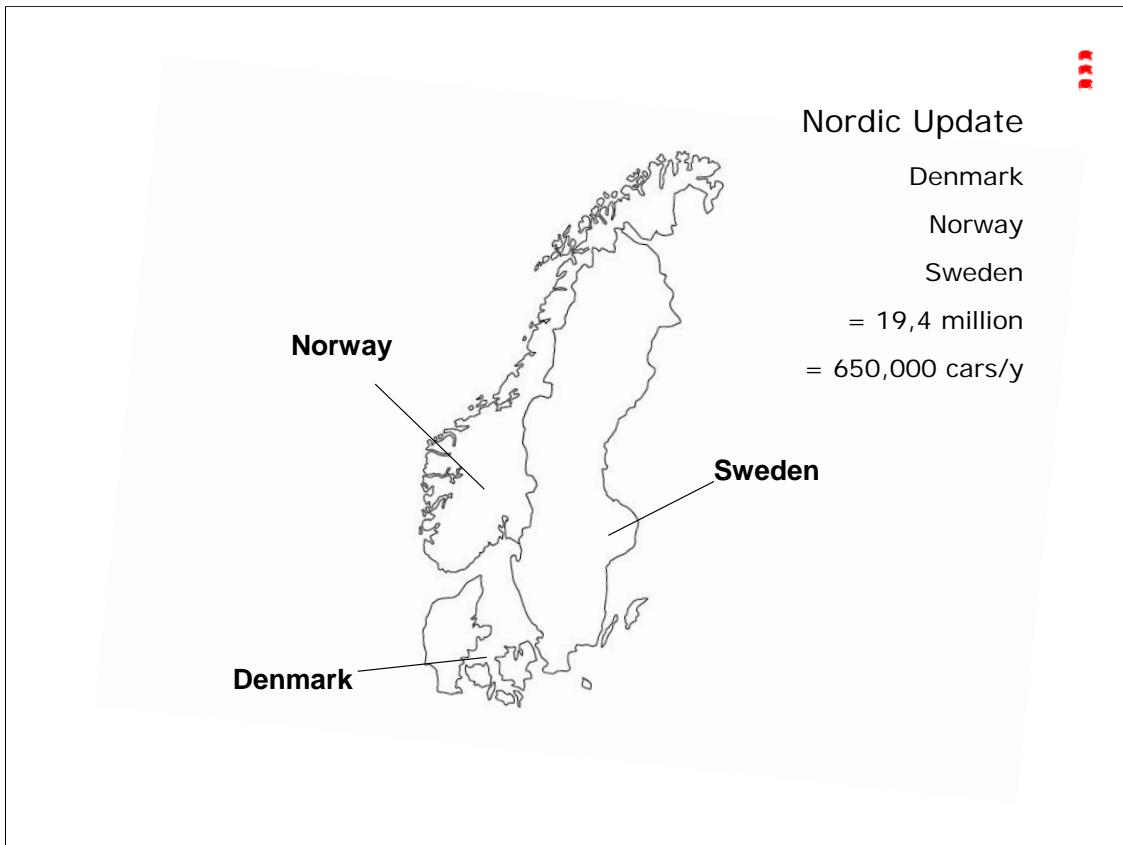 Nordic Update
Denmark
Norway
Sweden
= 19,4 million
= 650,000 cars/y
Norway
Sweden
Denmark